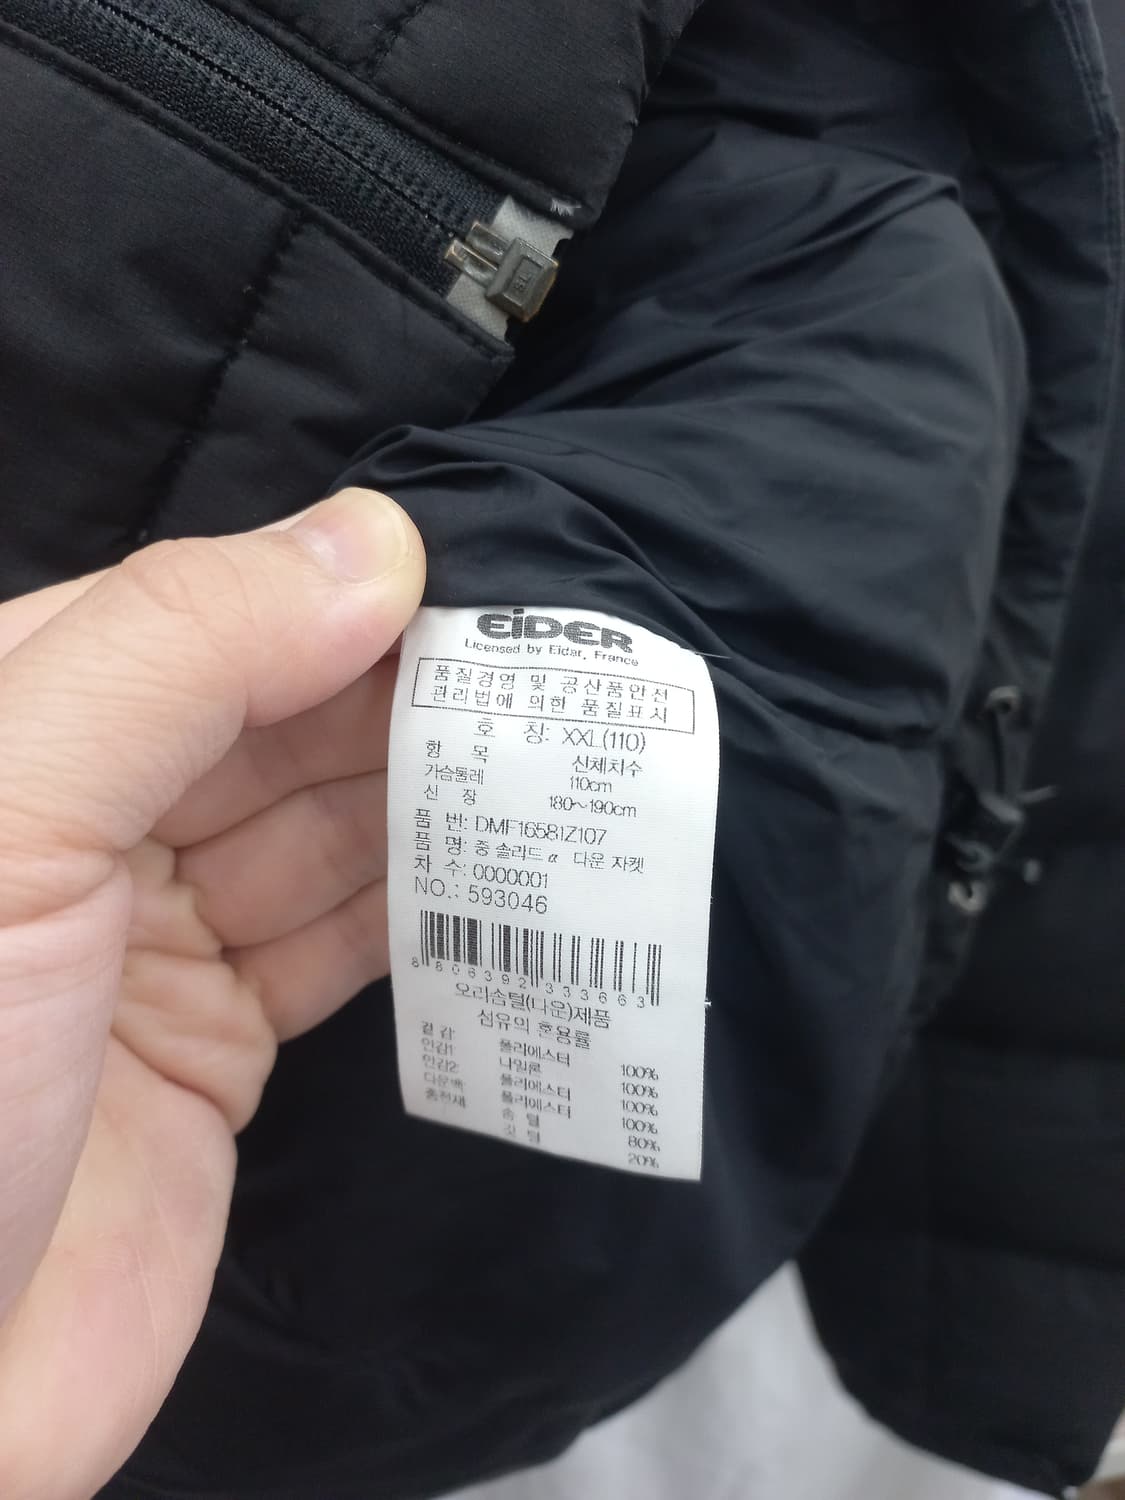 EiDER
Licensed by Eider, France
품질경영 및 공산품안전
관리법에 의한 품질표시
호 칭: XXL(110)
항 목 신체치수
가슴둘레 110cm
신 장 180~190cm
품 번: DMF16581Z107
품 명: 중 솔리드 α 다운 자켓
차 수: 0000001
NO.: 593046
8 806392 333663
오리솜털(다운)제품
섬유의 혼용률
겉감: 폴리에스터 100%
안감1: 나일론 100%
안감2: 폴리에스터 100%
다운백: 폴리에스터 100%
충전재: 솜 털 80%
깃 털 20%